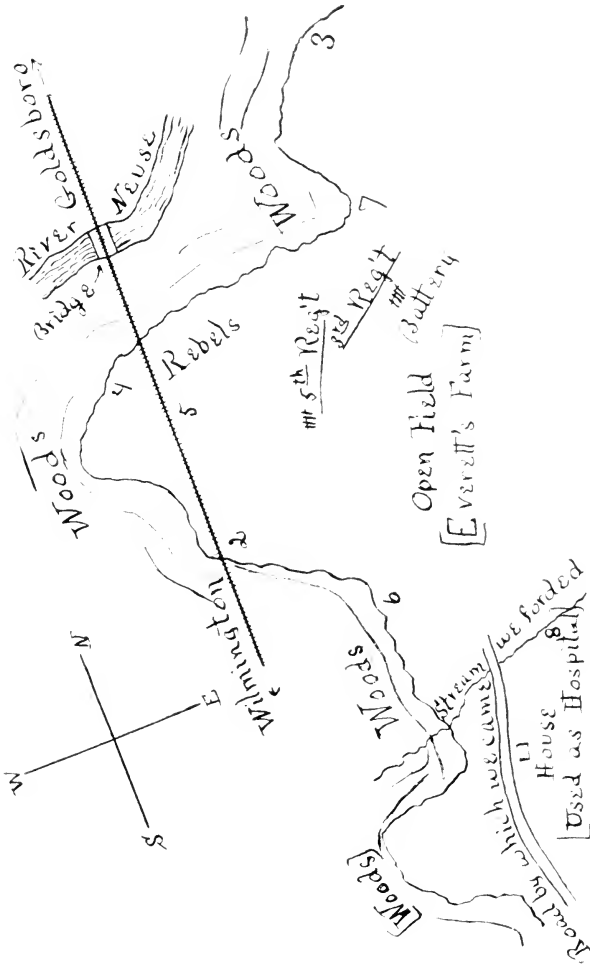 Goldsboro
River
Neuse
Bridge
Woods
3
7
Rebels
4
5
Woods
2
Wilmington
5th Reg't
3rd Reg't
Battery
Open Field
[Everett's Farm]
W
N
E
S
6
Woods
Stream
we forded
8
Road by which we came
House
[Used as Hospital]
[Woods]